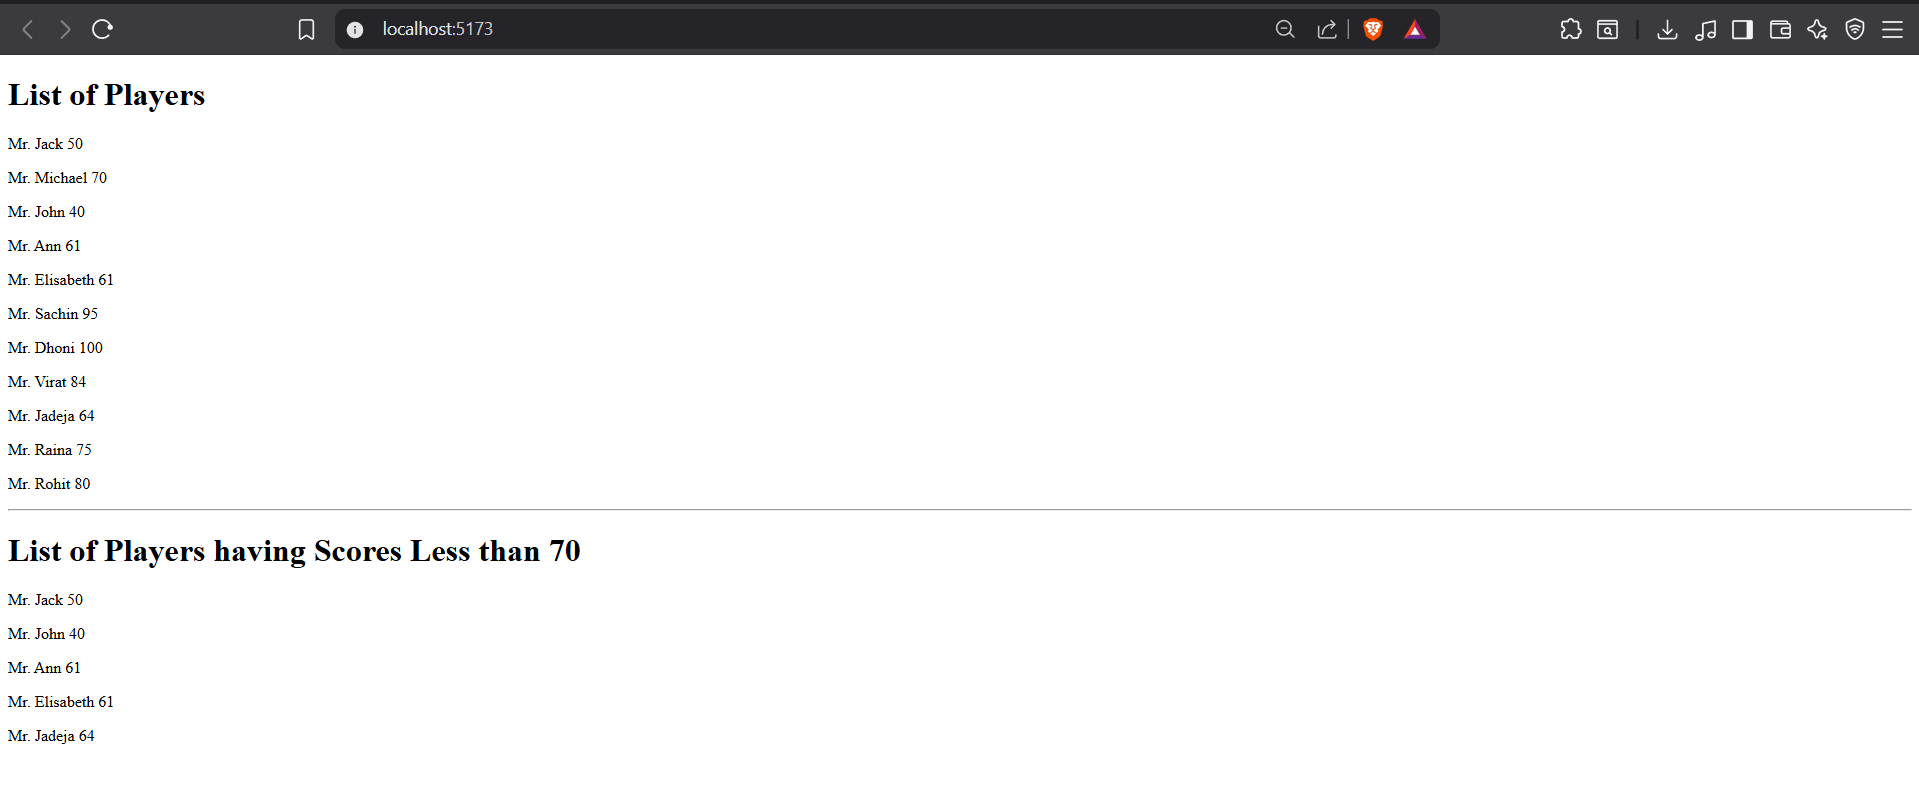 localhost:5173
List of Players
Mr. Jack 50
Mr. Michael 70
Mr. John 40
Mr. Ann 61
Mr. Elisabeth 61
Mr. Sachin 95
Mr. Dhoni 100
Mr. Virat 84
Mr. Jadeja 64
Mr. Raina 75
Mr. Rohit 80
List of Players having Scores Less than 70
Mr. Jack 50
Mr. John 40
Mr. Ann 61
Mr. Elisabeth 61
Mr. Jadeja 64